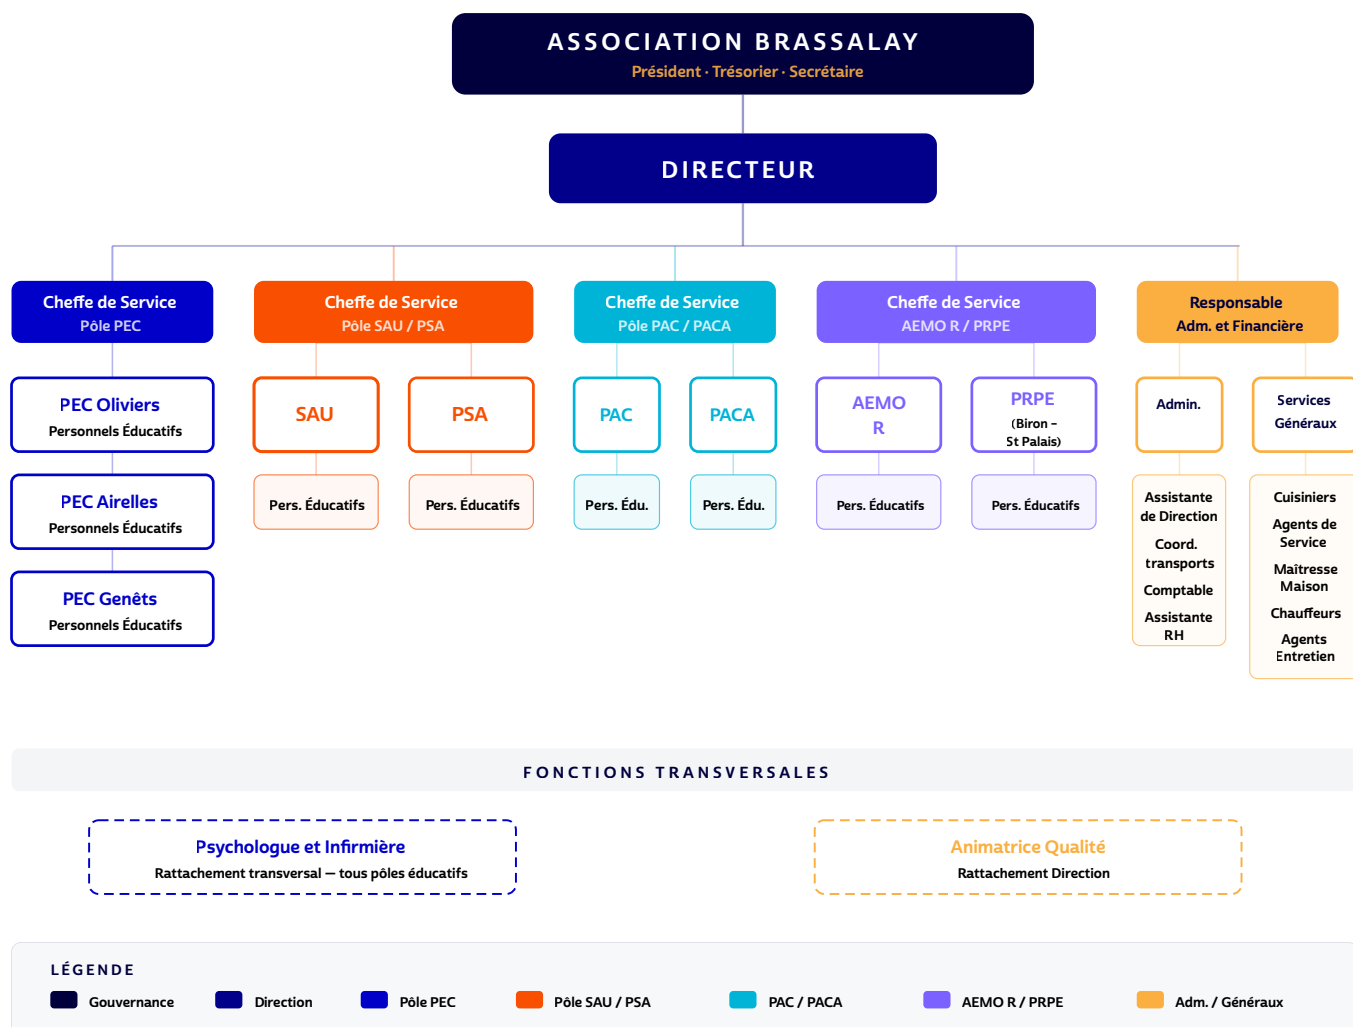 ASSOCIATION BRASSALAY
Président · Trésorier · Secrétaire
DIRECTEUR
Cheffe de Service
Pôle PEC
Cheffe de Service
Pôle SAU / PSA
Cheffe de Service
Pôle PAC / PACA
Cheffe de Service
AEMO R / PRPE
Responsable
Adm. et Financière
PEC Oliviers
Personnels Éducatifs
PEC Airelles
Personnels Éducatifs
PEC Genêts
Personnels Éducatifs
SAU
Pers. Éducatifs
PSA
Pers. Éducatifs
PAC
Pers. Édu.
PACA
Pers. Édu.
AEMO
R
Pers. Éducatifs
PRPE
(Biron –
St Palais)
Pers. Éducatifs
Admin.
Assistante
de Direction
Coord.
transports
Comptable
Assistante
RH
Services
Généraux
Cuisiniers
Agents de
Service
Maîtresse
Maison
Chauffeurs
Agents
Entretien
FONCTIONS TRANSVERSALES
Psychologue et Infirmière
Rattachement transversal — tous pôles éducatifs
Animatrice Qualité
Rattachement Direction
LÉGENDE
Gouvernance
Direction
Pôle PEC
Pôle SAU / PSA
PAC / PACA
AEMO R / PRPE
Adm. / Généraux